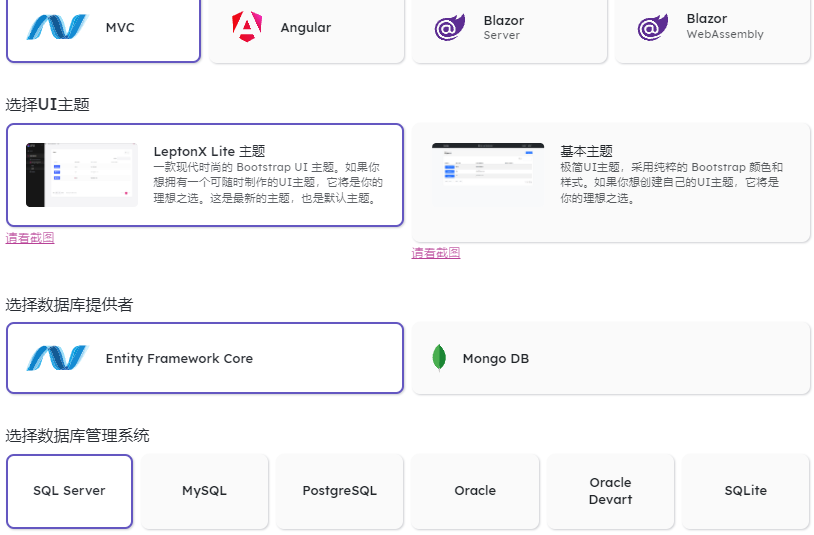 MVC
Angular
Blazor
Server
Blazor
WebAssembly
选择UI主题
LeptonX Lite 主题
一款现代时尚的 Bootstrap UI 主题。如果你
想拥有一个可随时制作的UI主题，它将是你的
理想之选。这是最新的主题，也是默认主题。
基本主题
极简UI主题，采用纯粹的 Bootstrap 颜色和
样式。如果你想创建自己的UI主题，它将是
你的理想之选。
请看截图
请看截图
选择数据库提供者
Entity Framework Core
Mongo DB
选择数据库管理系统
SQL Server
MySQL
PostgreSQL
Oracle
Oracle
Devart
SQLite